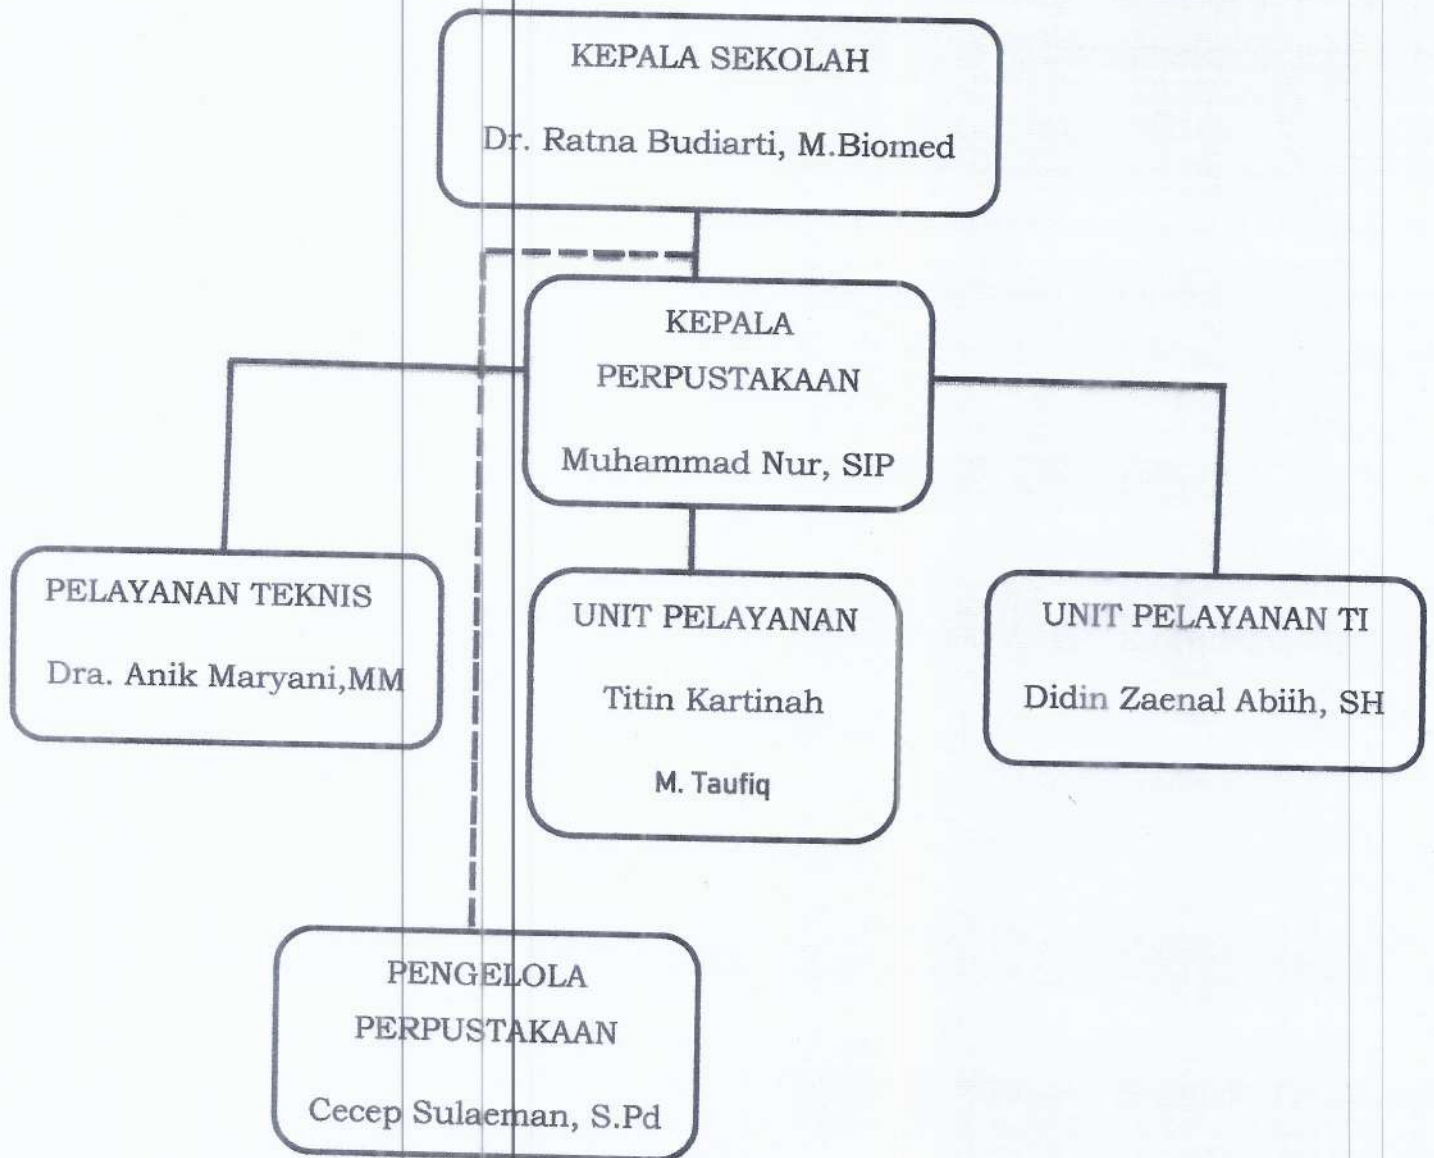 KEPALA SEKOLAH
Dr. Ratna Budiarti, M.Biomed
KEPALA
PERPUSTAKAAN
Muhammad Nur, SIP
PELAYANAN TEKNIS
Dra. Anik Maryani,MM
UNIT PELAYANAN
Titin Kartinah
M. Taufiq
UNIT PELAYANAN TI
Didin Zaenal Abiih, SH
PENGELOLA
PERPUSTAKAAN
Cecep Sulaeman, S.Pd